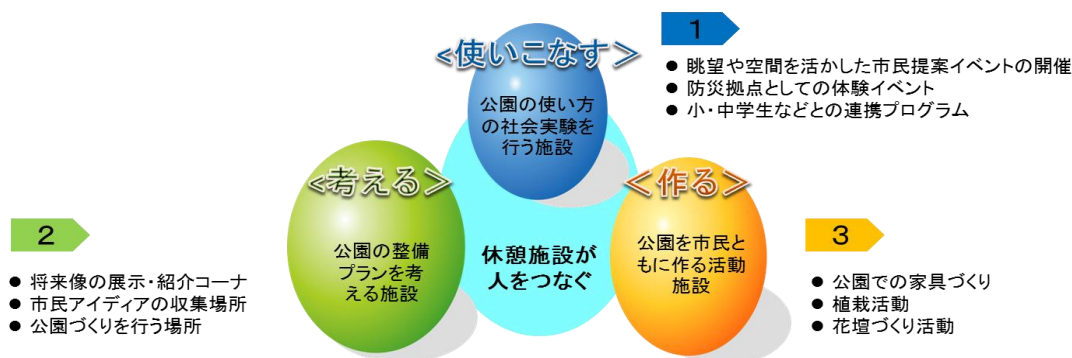 <使いこなす>
公園の使い方
の社会実験を
行う施設
1
● 眺望や空間を活かした市民提案イベントの開催
● 防災拠点としての体験イベント
● 小・中学生などとの連携プログラム
<考える>
公園の整備
プランを考
える施設
2
● 将来像の展示・紹介コーナ
● 市民アイディアの収集場所
● 公園づくりを行う場所
休憩施設が
人をつなぐ
<作る>
公園を市民と
もに作る活動
施設
3
● 公園での家具づくり
● 植栽活動
● 花壇づくり活動